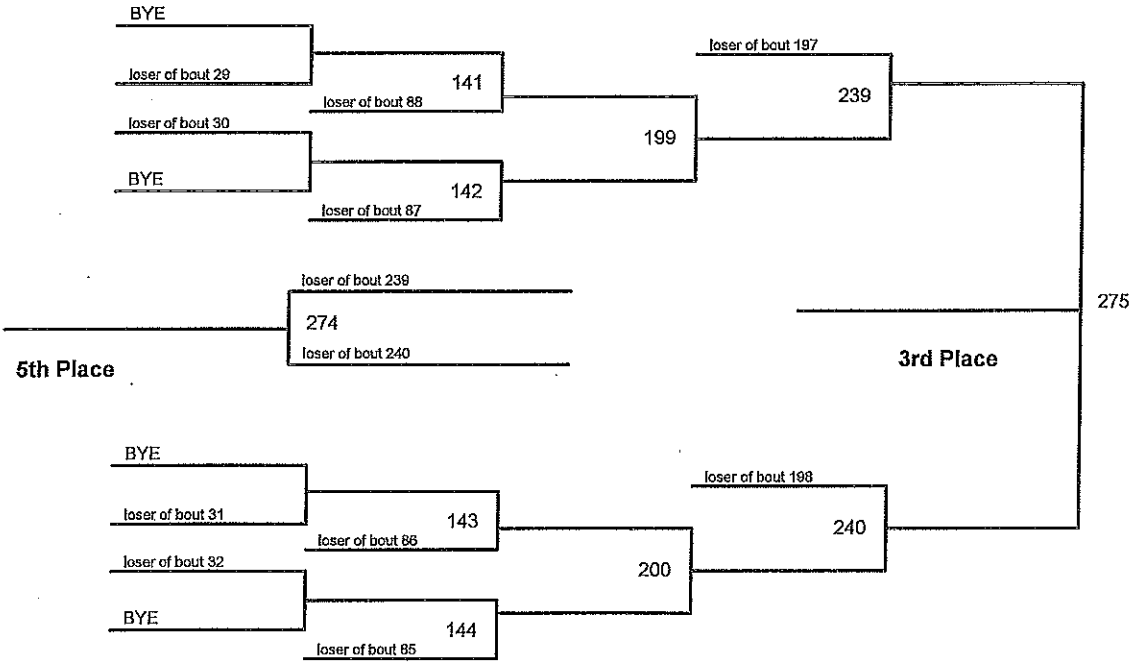 BYE
loser of bout 29
141
loser of bout 88
loser of bout 30
BYE
142
loser of bout 87
199
loser of bout 197
239
loser of bout 239
274
loser of bout 240
5th Place
275
3rd Place
BYE
loser of bout 31
143
loser of bout 86
loser of bout 32
BYE
144
loser of bout 85
200
loser of bout 198
240